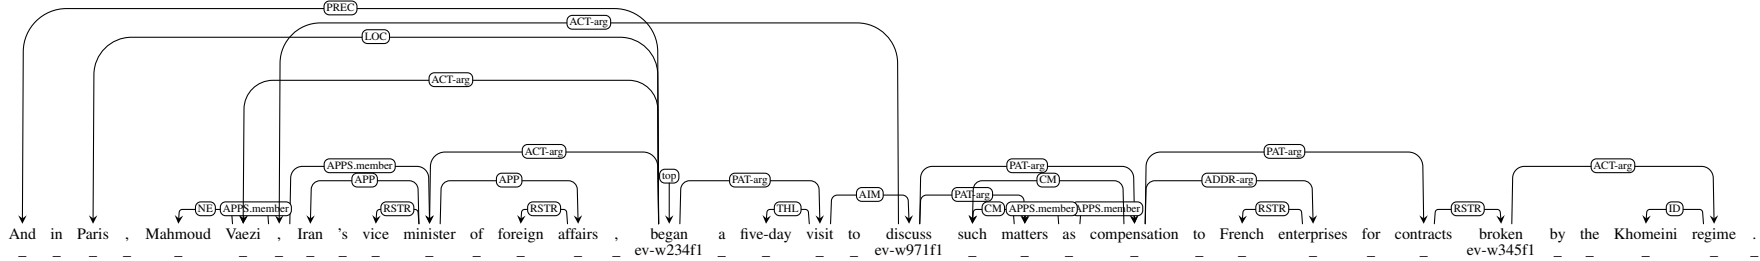 PREC
ACT-arg
LOC
ACT-arg
ACT-arg PAT-arg
APPS.member PAT-arg ACT-arg
APP APP top PAT-arg CM ADDR-arg
AIM PAT-arg
NE APPS.member RSTR RSTR THL CM APPS.member APPS.member RSTR RSTR ID
And in Paris , Mahmoud Vaezi , Iran 's vice minister of foreign affairs , began a five-day visit to discuss such matters as compensation to French enterprises for contracts broken by the Khomeini regime .
ev-w234f1 ev-w971f1 ev-w345f1